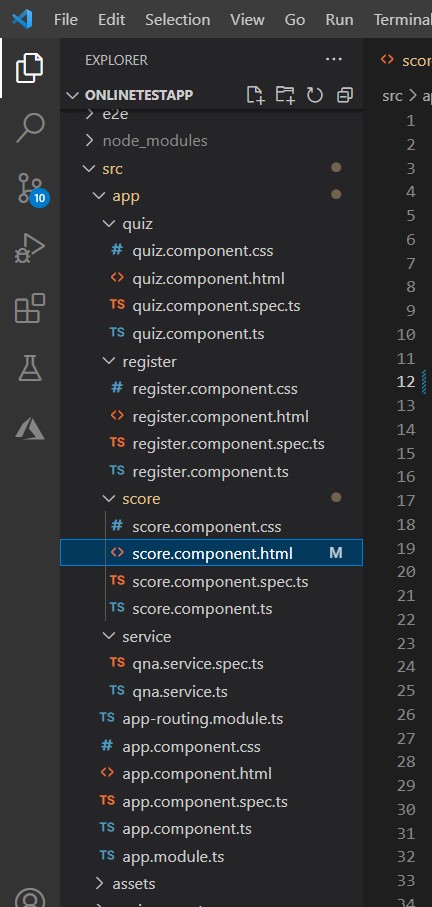 File Edit Selection View Go Run Terminal
EXPLORER ...
ONLINETESTAPP
e2e
node_modules
src
app
quiz
# quiz.component.css
<> quiz.component.html
TS quiz.component.spec.ts
TS quiz.component.ts
register
# register.component.css
<> register.component.html
TS register.component.spec.ts
TS register.component.ts
score
# score.component.css
<> score.component.html M
TS score.component.spec.ts
TS score.component.ts
service
TS qna.service.spec.ts
TS qna.service.ts
TS app-routing.module.ts
# app.component.css
<> app.component.html
TS app.component.spec.ts
TS app.component.ts
TS app.module.ts
assets
10
<> scor
src > ap
1
2
3
4
5
6
7
8
9
10
11
12
13
14
15
16
17
18
19
20
21
22
23
24
25
26
27
28
29
30
31
32
33
34